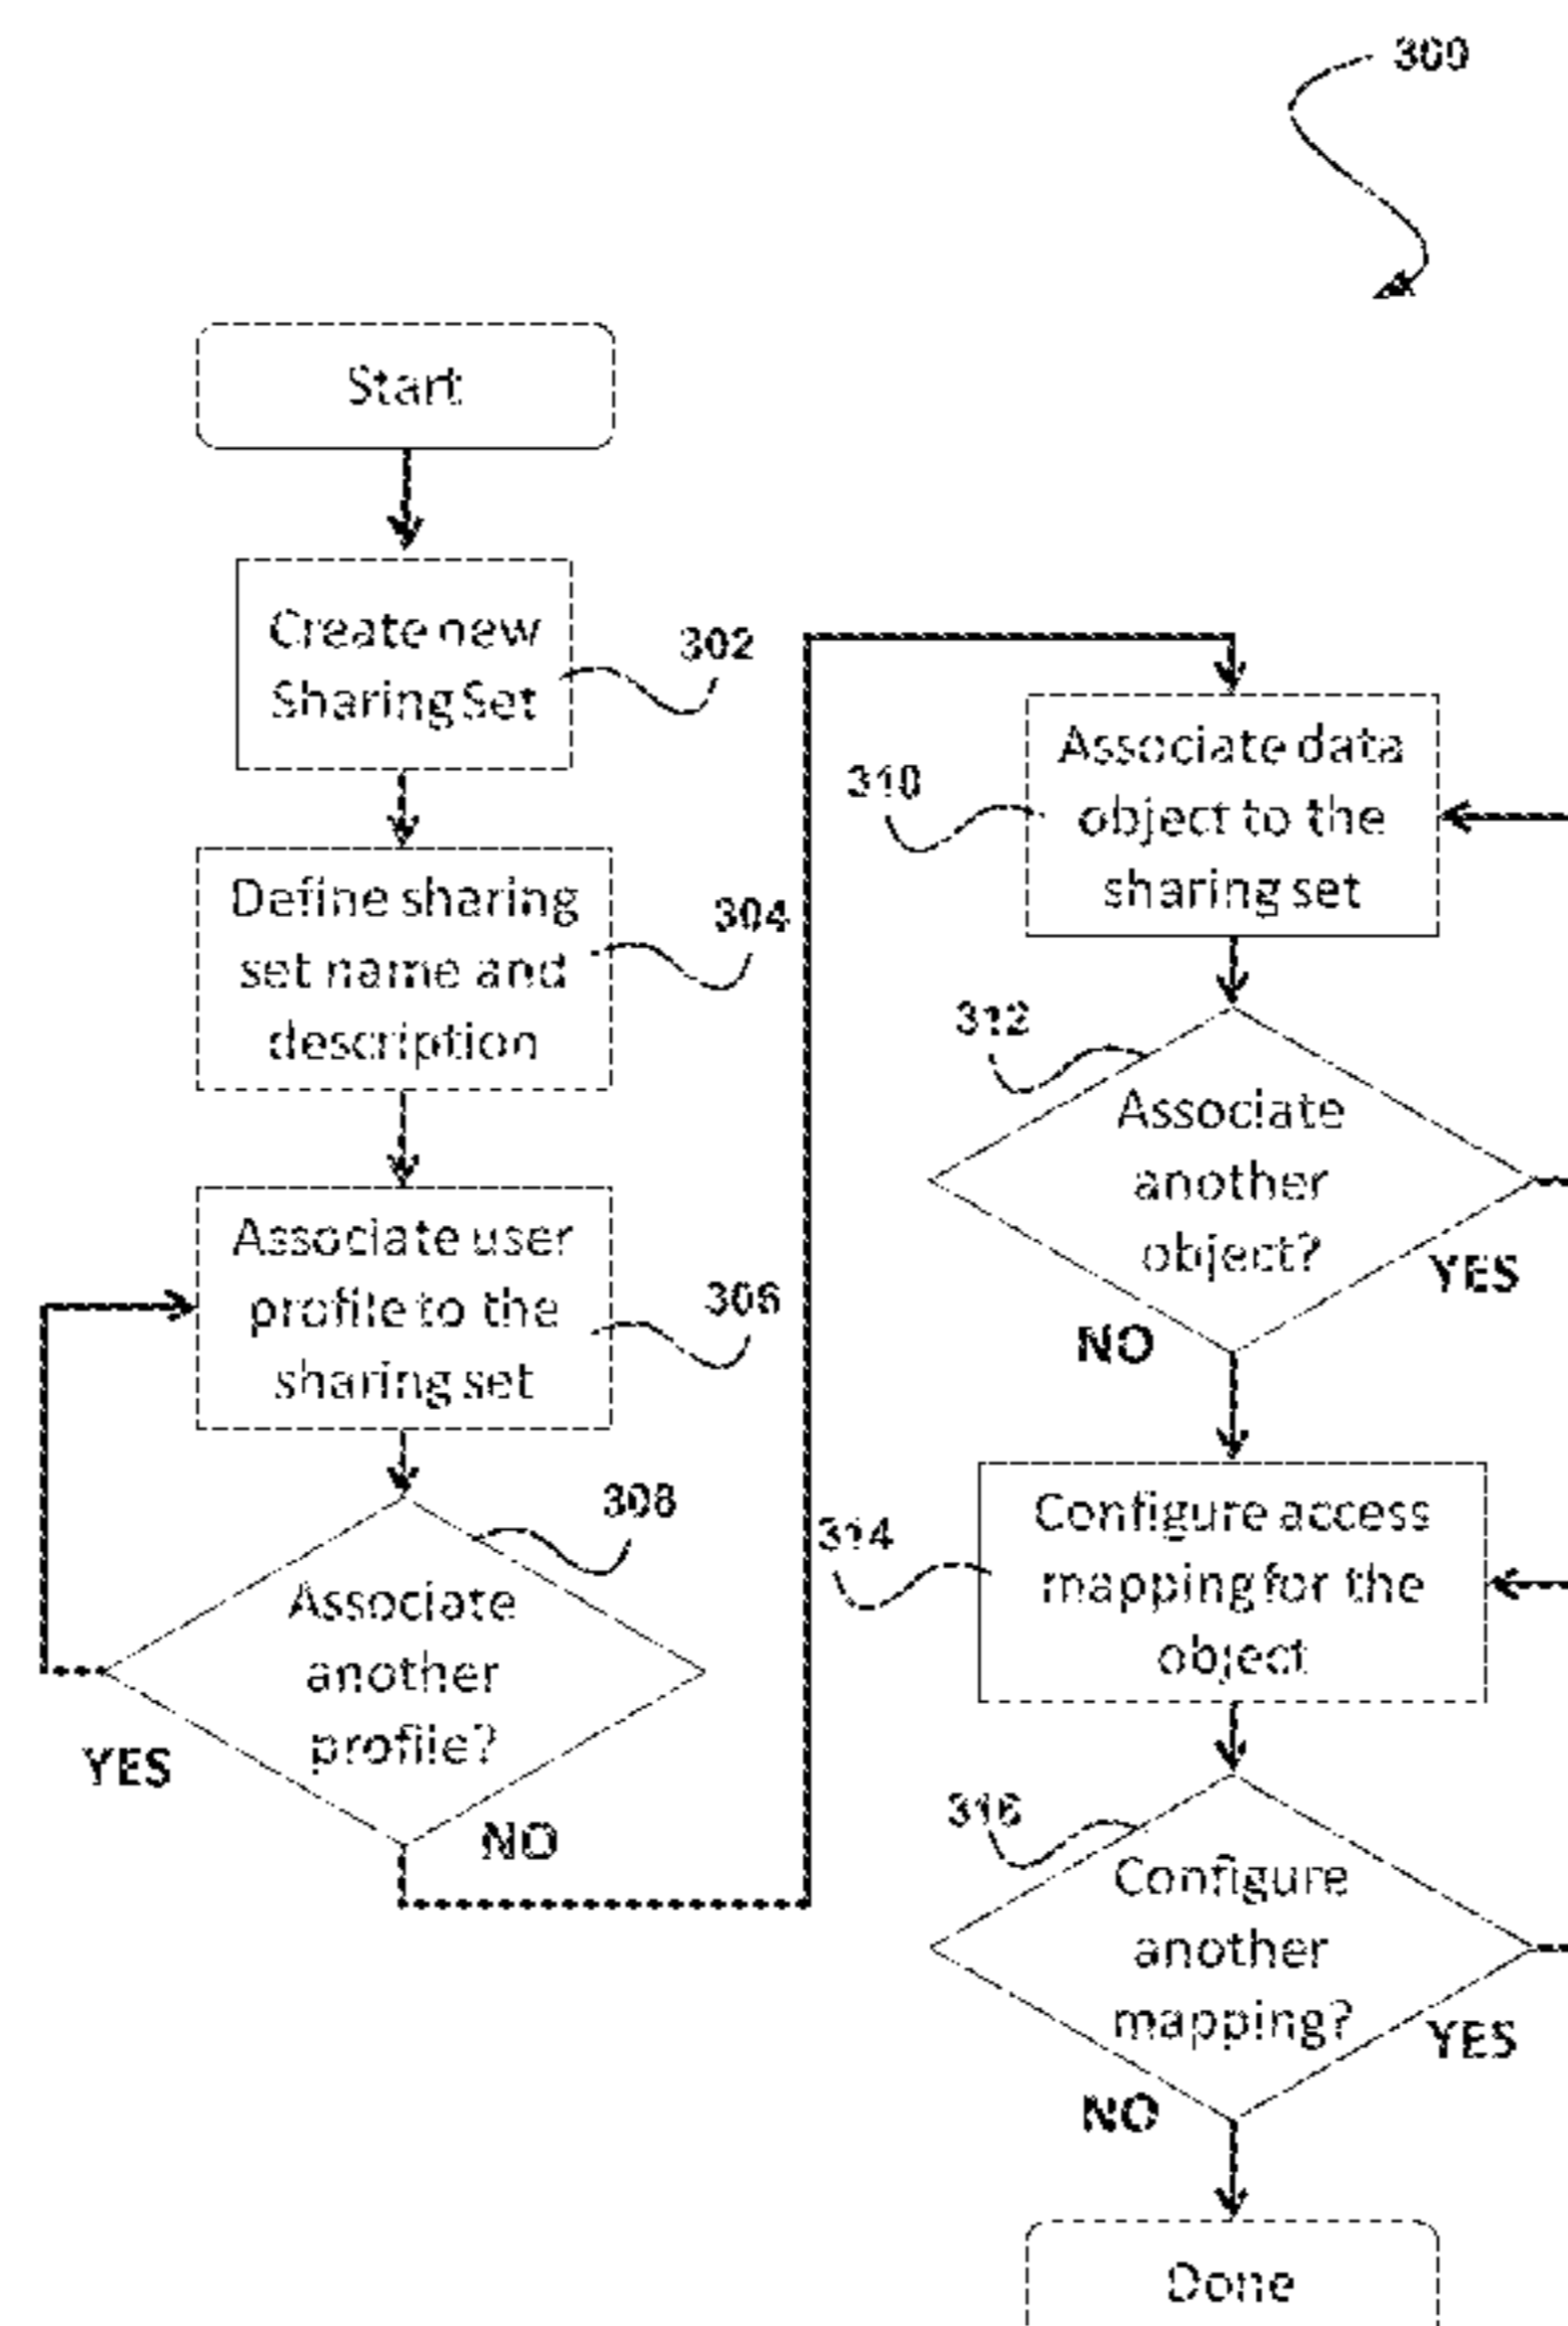 300
Start
Create new
Sharing Set
302
Define sharing
set name and
description
304
Associate user
profile to the
sharing set
306
308
Associate
another
profile?
YES
NO
Associate data
object to the
sharing set
310
312
Associate
another
object?
YES
NO
Configure access
mapping for the
object
314
316
Configure
another
mapping?
YES
NO
Done